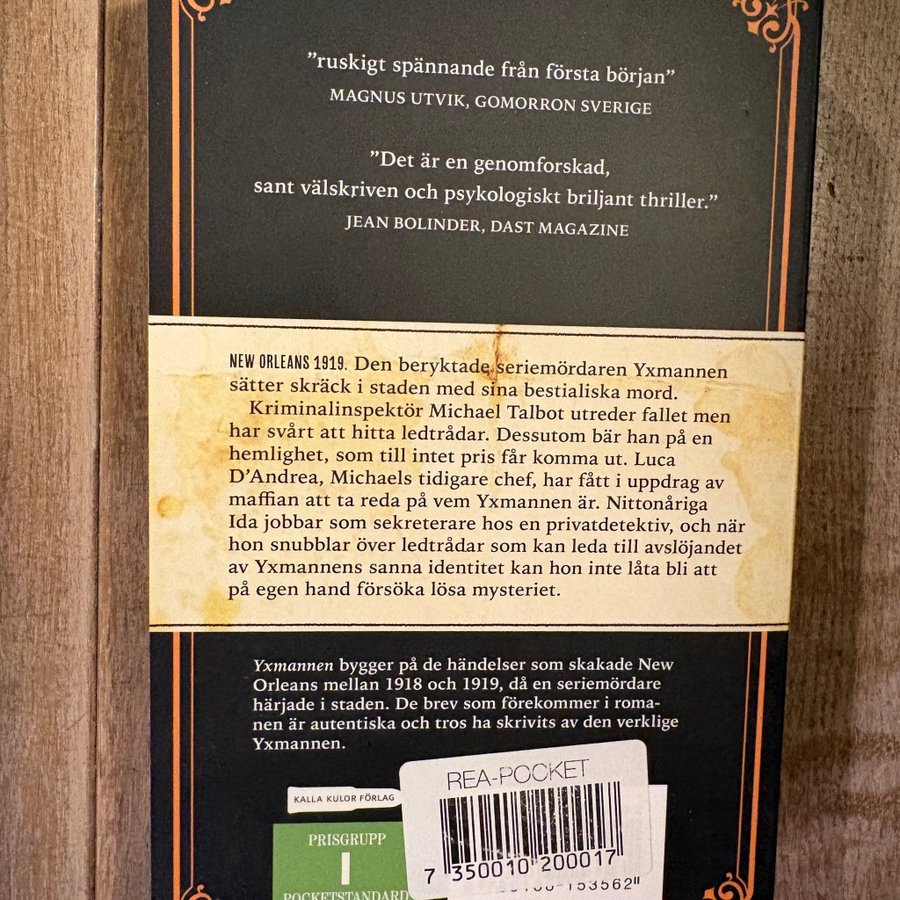 ”ruskigt spännande från första början”
MAGNUS UTVIK, GOMORRON SVERIGE
”Det är en genomforskad,
sant välskriven och psykologiskt briljant thriller.”
JEAN BOLINDER, DAST MAGAZINE
NEW ORLEANS 1919. Den beryktade seriemördaren Yxmannen
sätter skräck i staden med sina bestialiska mord.
Kriminalinspektör Michael Talbot utreder fallet men
har svårt att hitta ledtrådar. Dessutom bär han på en
hemlighet, som till intet pris får komma ut. Luca
D’Andrea, Michaels tidigare chef, har fått i uppdrag av
maffian att ta reda på vem Yxmannen är. Nittonåriga
Ida jobbar som sekreterare hos en privatdetektiv, och när
hon snubblar över ledtrådar som kan leda till avslöjandet
av Yxmannens sanna identitet kan hon inte låta bli att
på egen hand försöka lösa mysteriet.
Yxmannen bygger på de händelser som skakade New
Orleans mellan 1918 och 1919, då en seriemördare
härjade i staden. De brev som förekommer i roma-
nen är autentiska och tros ha skrivits av den verklige
Yxmannen.
KALLA KULOR FÖRLAG
REA-POCKET
7 350010 200017
PRISGRUPP
1
POCKETSTANDARD
153562